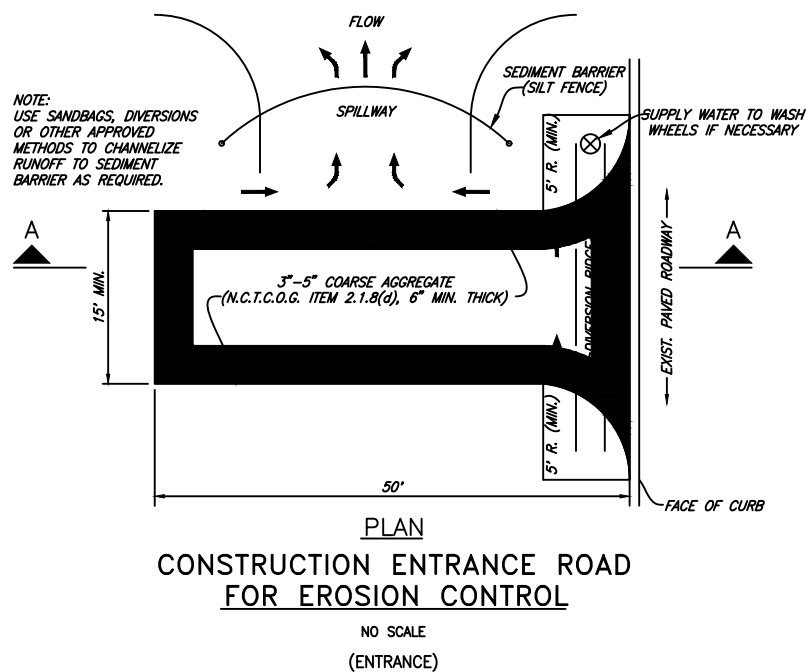 FLOW
SEDIMENT BARRIER
(SILT FENCE)
NOTE:
USE SANDBAGS, DIVERSIONS
OR OTHER APPROVED
METHODS TO CHANNELIZE
RUNOFF TO SEDIMENT
BARRIER AS REQUIRED.
SPILLWAY
SUPPLY WATER TO WASH
WHEELS IF NECESSARY
5' R. (MIN.)
A
A
15' MIN.
3"-5" COARSE AGGREGATE
(N.C.T.C.O.G. ITEM 2.1.8(d), 6" MIN. THICK)
DIVERSION RIDGE
EXIST. PAVED ROADWAY
5' R. (MIN.)
50'
FACE OF CURB
PLAN
CONSTRUCTION ENTRANCE ROAD
FOR EROSION CONTROL
NO SCALE
(ENTRANCE)